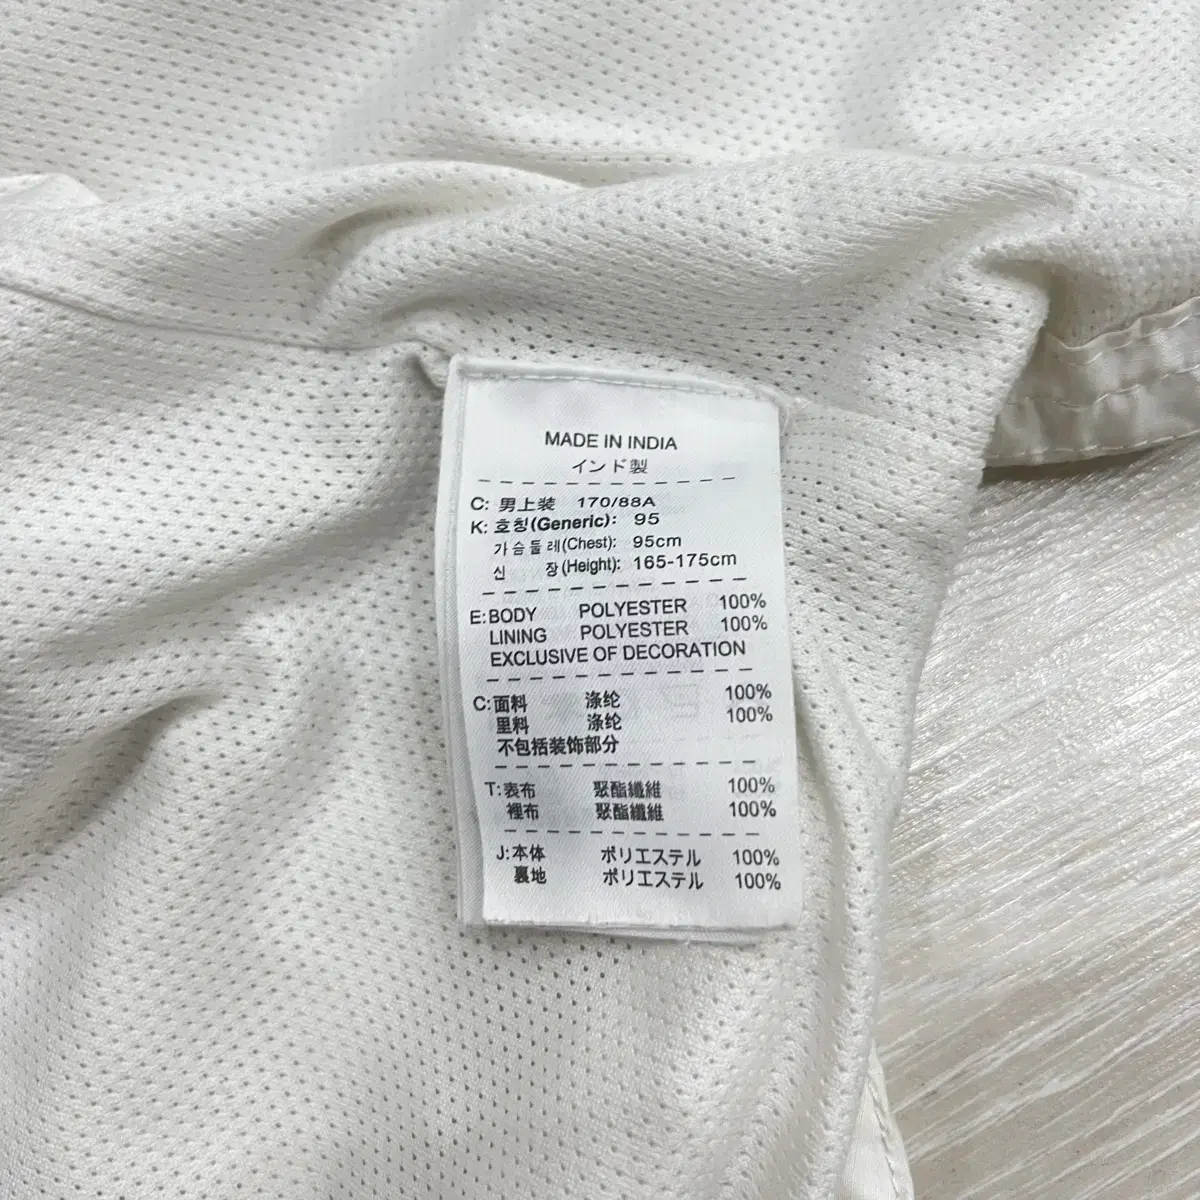 MADE IN INDIA
インド製
C: 男上装 170/88A
K: 호칭(Generic): 95
가슴둘레(Chest): 95cm
신 장(Height): 165-175cm
E: BODY POLYESTER 100%
LINING POLYESTER 100%
EXCLUSIVE OF DECORATION
C: 面料 涤纶 100%
里料 涤纶 100%
不包括装饰部分
T: 表布 聚酯纖維 100%
裡布 聚酯纖維 100%
J: 本体 ポリエステル 100%
裏地 ポリエステル 100%